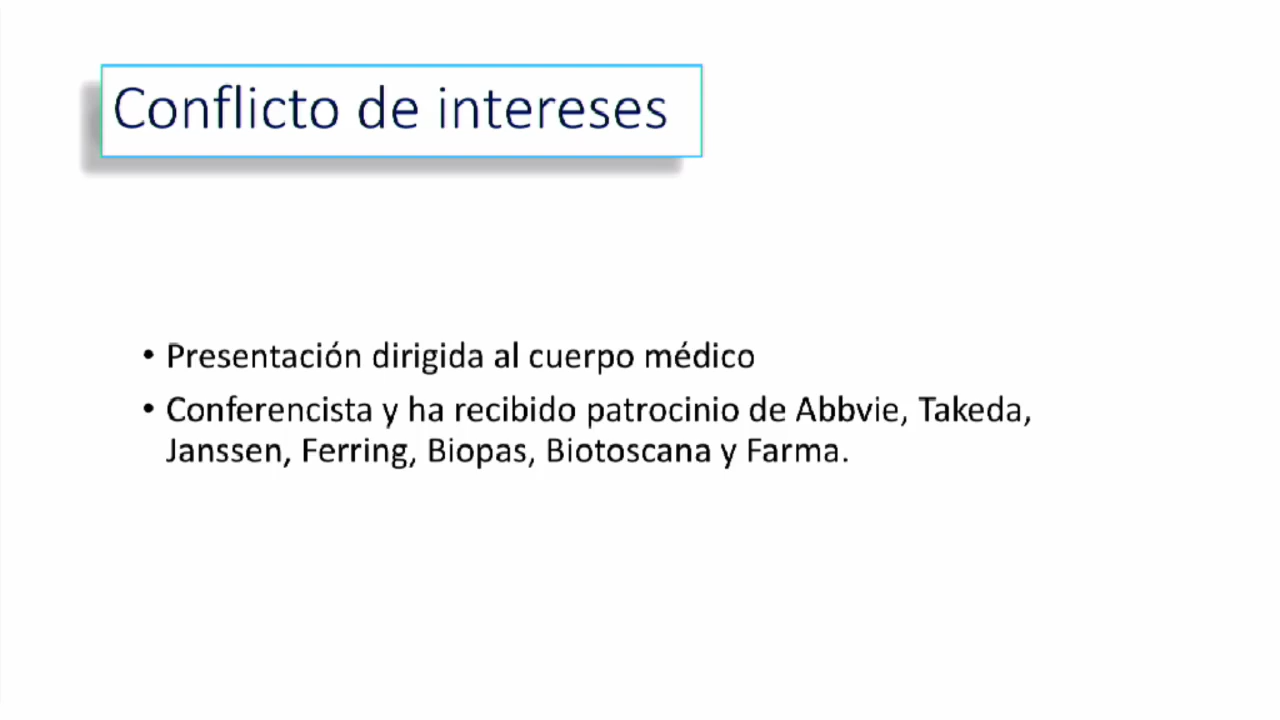 Conflicto de intereses
• Presentación dirigida al cuerpo médico
• Conferencista y ha recibido patrocinio de Abbvie, Takeda,
Janssen, Ferring, Biopas, Biotoscana y Farma.